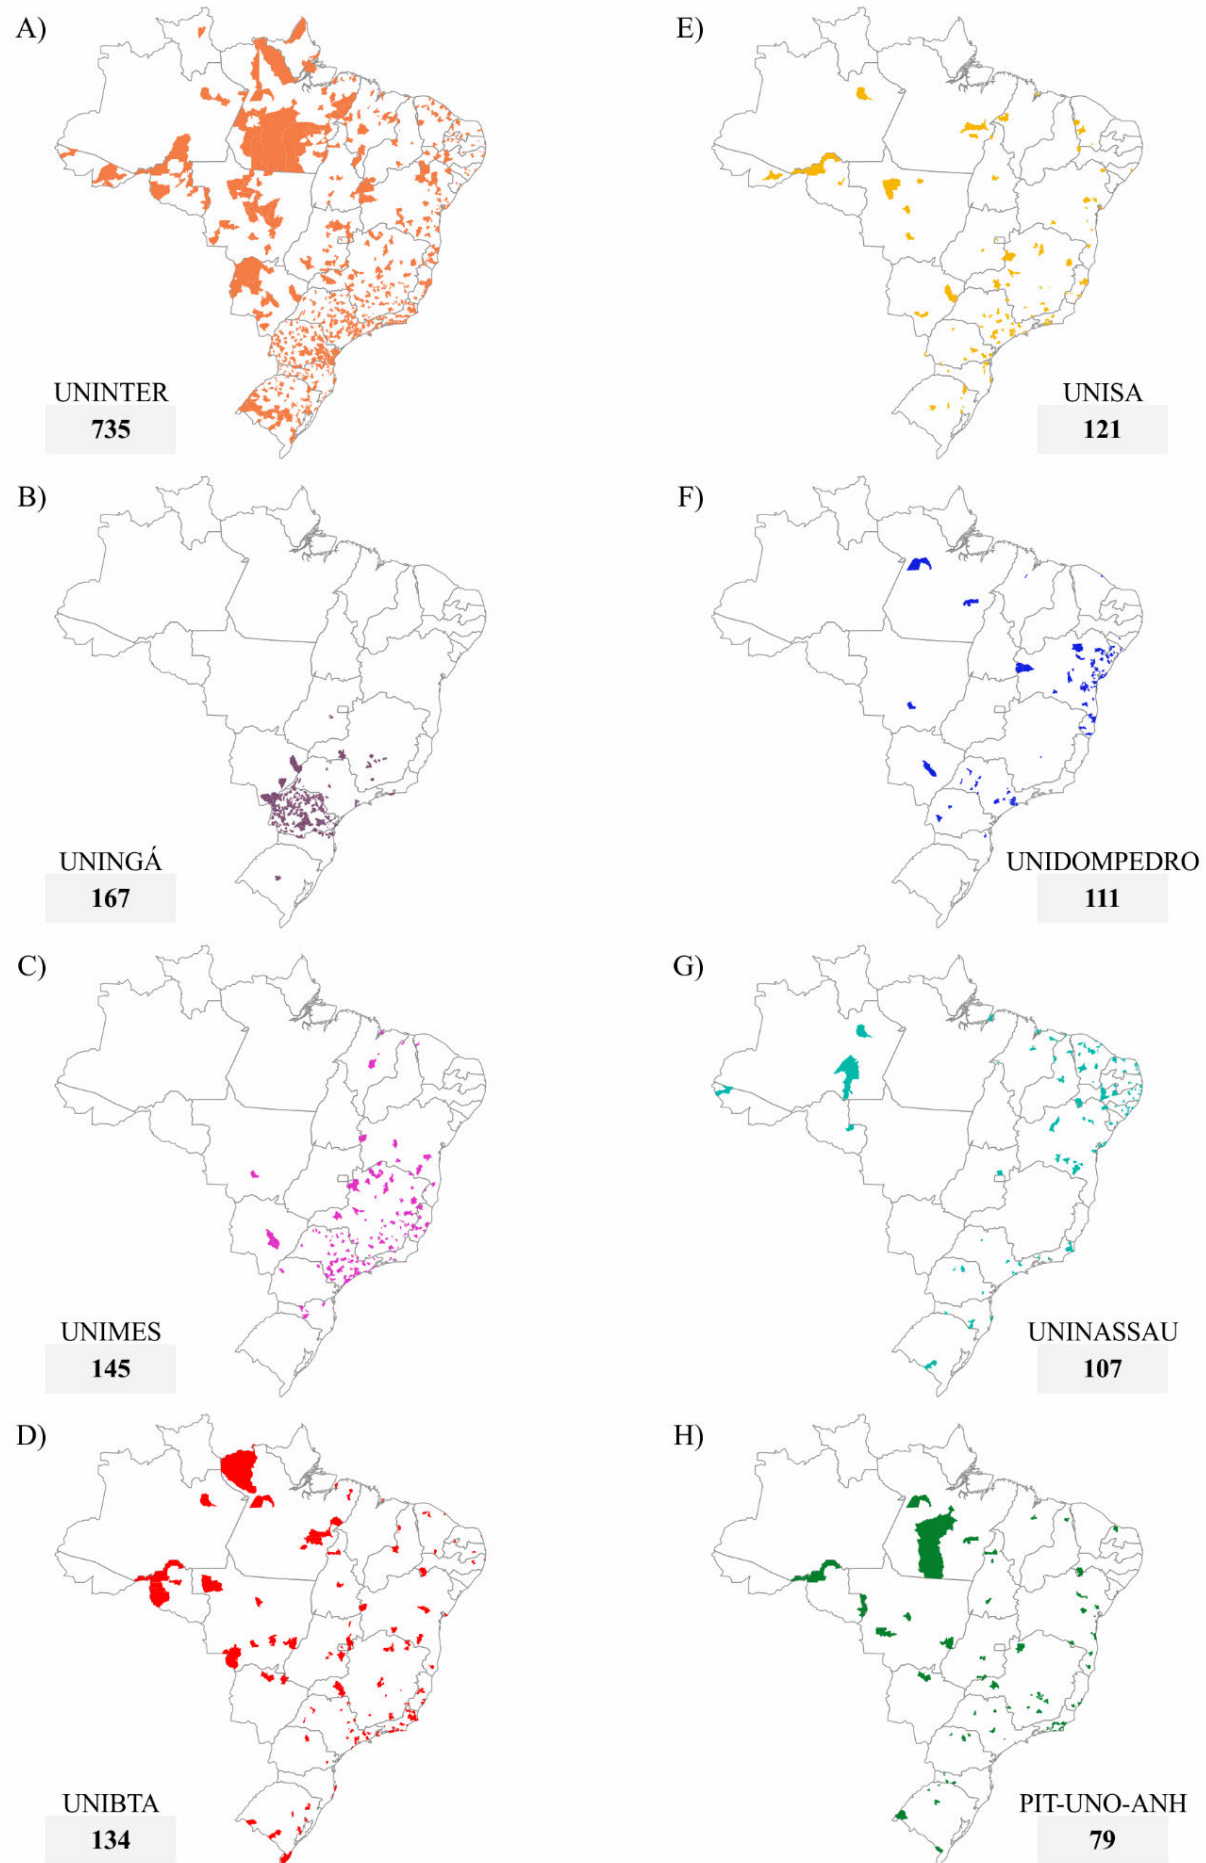 A)
UNINTER
735
B)
UNINGÁ
167
C)
UNIMES
145
D)
UNIBTA
134
E)
UNISA
121
F)
UNIDOMPEDRO
111
G)
UNINASSAU
107
H)
PIT-UNO-ANH
79